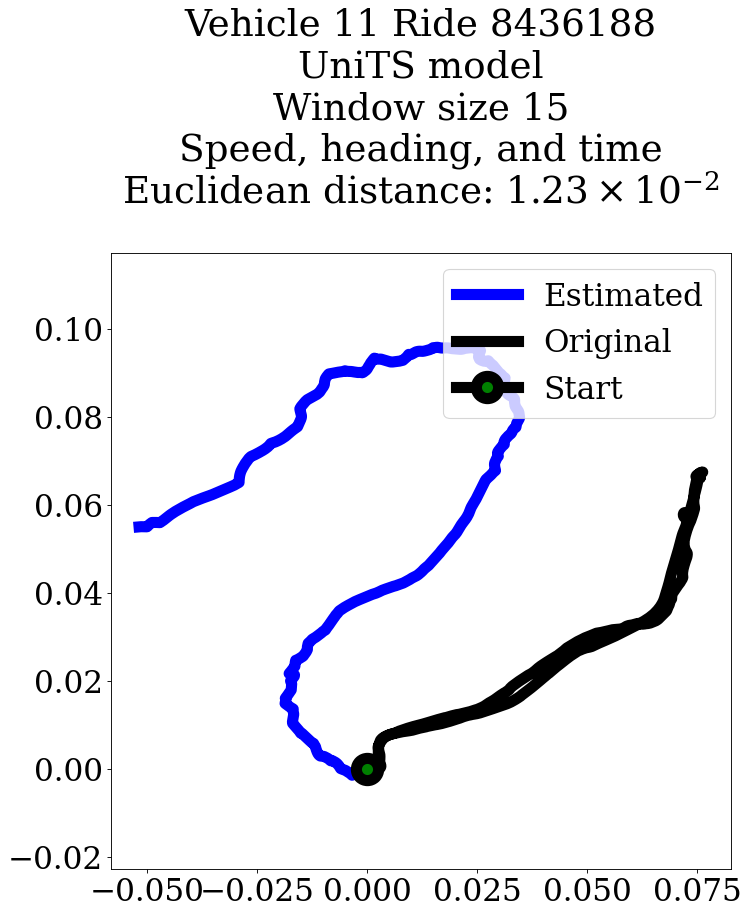 Vehicle 11 Ride 8436188
UniTS model
Window size 15
Speed, heading, and time
Euclidean distance: 1.23 × 10⁻²
Estimated
Original
Start
0.10
0.08
0.06
0.04
0.02
0.00
−0.02
−0.050 −0.025 0.000 0.025 0.050 0.075